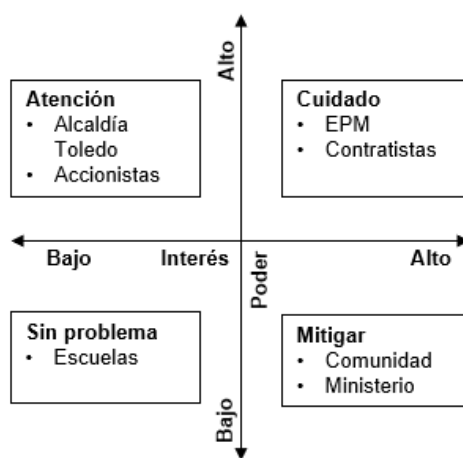 Alto
Atención
• Alcaldía
Toledo
• Accionistas
Cuidado
• EPM
• Contratistas
Bajo
Interés
Alto
Poder
Sin problema
• Escuelas
Mitigar
• Comunidad
• Ministerio
Bajo